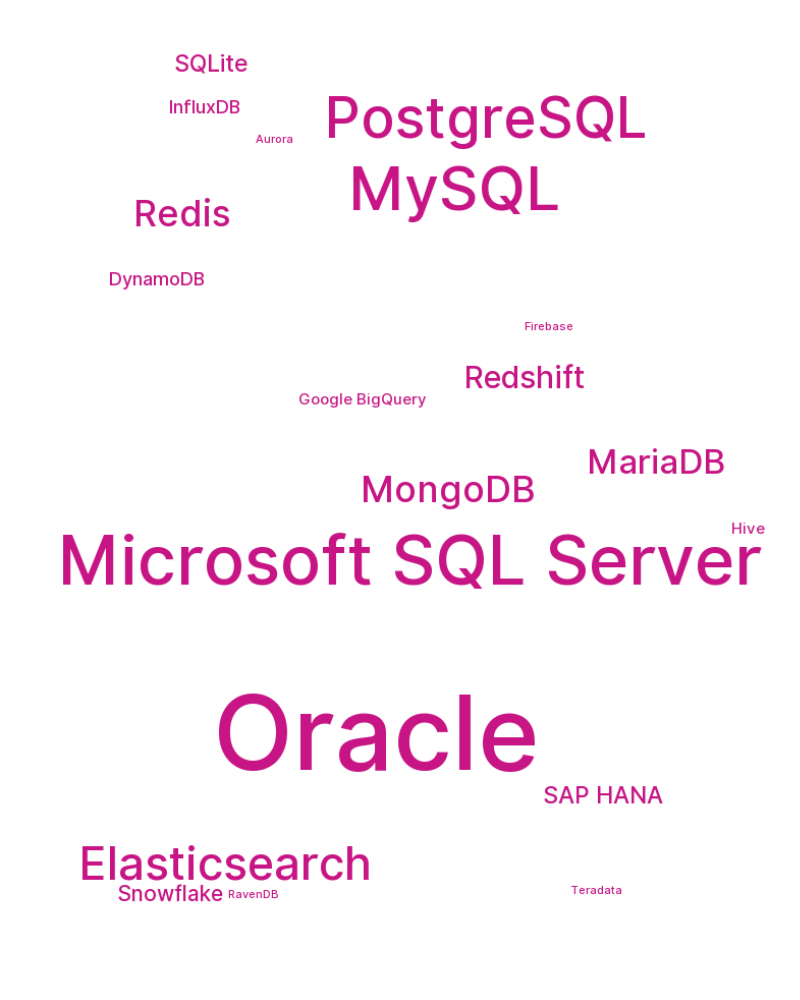 SQLite
InfluxDB
PostgreSQL
Aurora
MySQL
Redis
DynamoDB
Firebase
Redshift
Google BigQuery
MariaDB
MongoDB
Hive
Microsoft SQL Server
Oracle
SAP HANA
Elasticsearch
Teradata
Snowflake
RavenDB